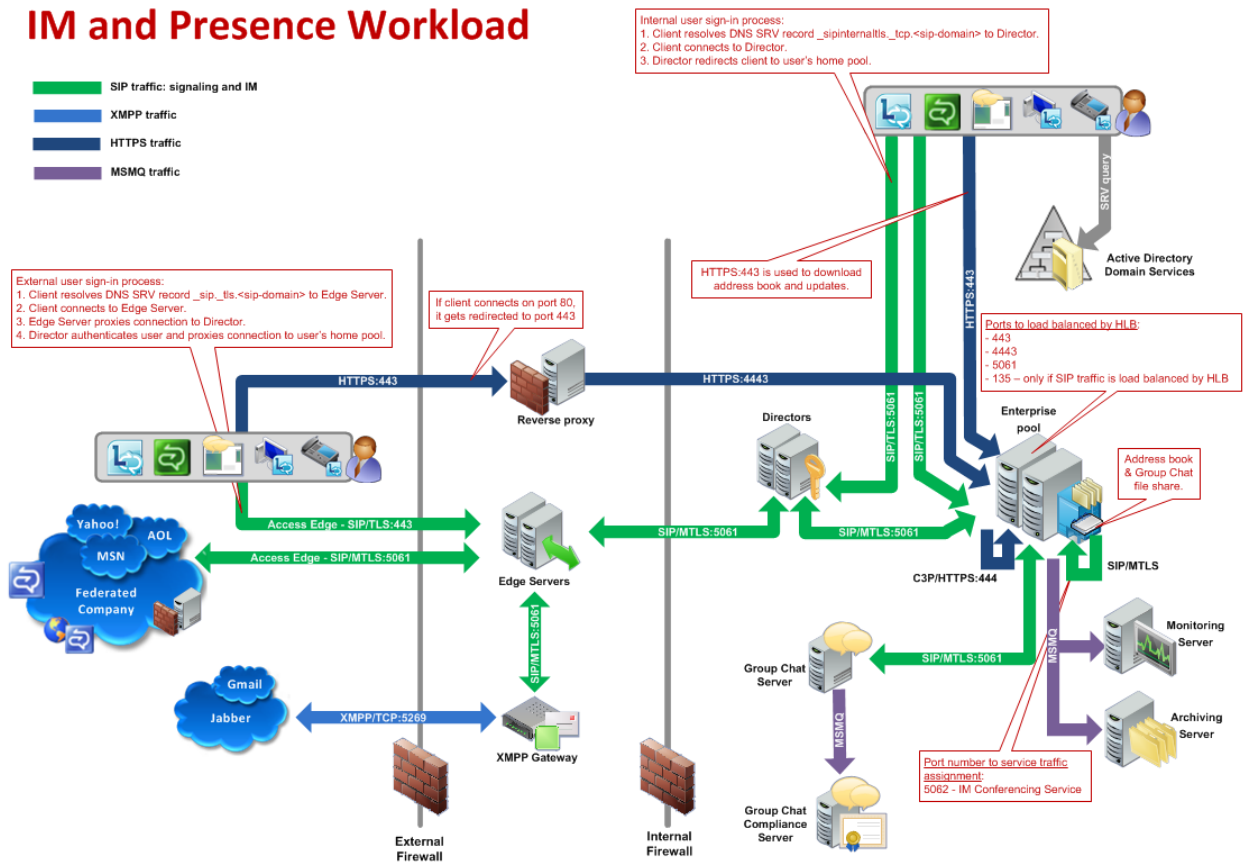 IM and Presence Workload
SIP traffic: signaling and IM
XMPP traffic
HTTPS traffic
MSMQ traffic
Internal user sign-in process:
1. Client resolves DNS SRV record _sipinternaltls._tcp.<sip-domain> to Director.
2. Client connects to Director.
3. Director redirects client to user's home pool.
SRV query
Active Directory
Domain Services
HTTPS:443 is used to download
address book and updates.
HTTPS:443
External user sign-in process:
1. Client resolves DNS SRV record _sip._tls.<sip-domain> to Edge Server.
2. Client connects to Edge Server.
3. Edge Server proxies connection to Director.
4. Director authenticates user and proxies connection to user's home pool.
If client connects on port 80,
it gets redirected to port 443
Ports to load balanced by HLB:
- 443
- 4443
- 5061
- 135 – only if SIP traffic is load balanced by HLB
HTTPS:443
Reverse proxy
HTTPS:4443
SIP/TLS:5061
SIP/TLS:5061
Directors
Enterprise
pool
Address book
& Group Chat
file share.
Access Edge - SIP/TLS:443
Access Edge - SIP/MTLS:5061
Edge Servers
SIP/MTLS:5061
SIP/MTLS:5061
C3P/HTTPS:444
SIP/MTLS
Yahoo!
AOL
MSN
Federated
Company
SIP/MTLS:5061
Gmail
Jabber
XMPP/TCP:5269
XMPP Gateway
Group Chat
Server
SIP/MTLS:5061
MSMQ
Monitoring
Server
Archiving
Server
MSMQ
Port number to service traffic
assignment:
5062 - IM Conferencing Service
Group Chat
Compliance
Server
External
Firewall
Internal
Firewall